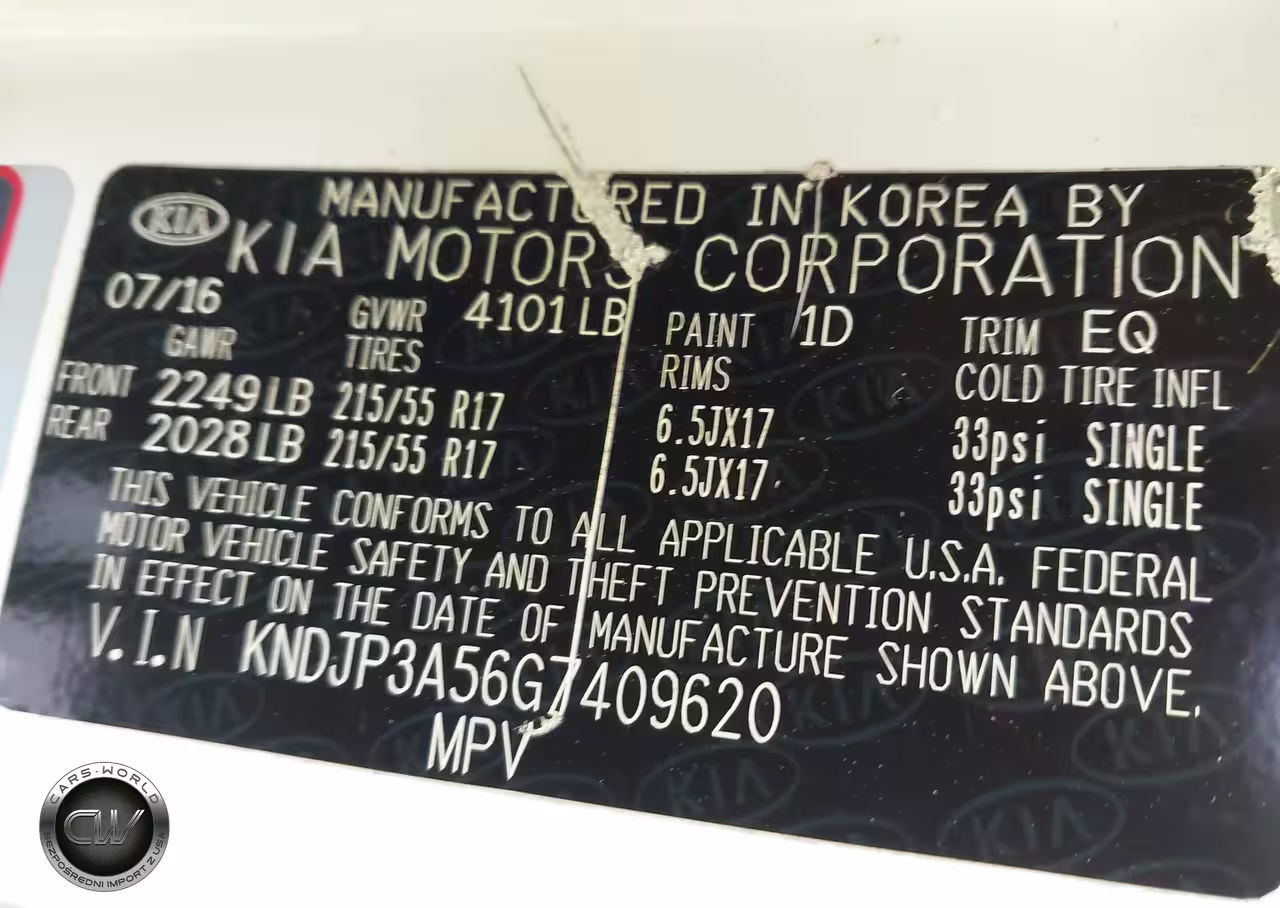 KIA
MANUFACTURED IN KOREA BY
KIA MOTORS CORPORATION
07/16 GVWR 4101 LB PAINT 1D TRIM EQ
GAWR TIRES RIMS COLD TIRE INFL
FRONT 2249 LB 215/55 R17 6.5JX17 33psi SINGLE
REAR 2028 LB 215/55 R17 6.5JX17 33psi SINGLE
THIS VEHICLE CONFORMS TO ALL APPLICABLE U.S.A. FEDERAL
MOTOR VEHICLE SAFETY AND THEFT PREVENTION STANDARDS
IN EFFECT ON THE DATE OF MANUFACTURE SHOWN ABOVE.
V.I.N KNDJP3A56G7409620
MPV
CARS-WORLD
CW
BEZPOŚREDNI IMPORT Z USA